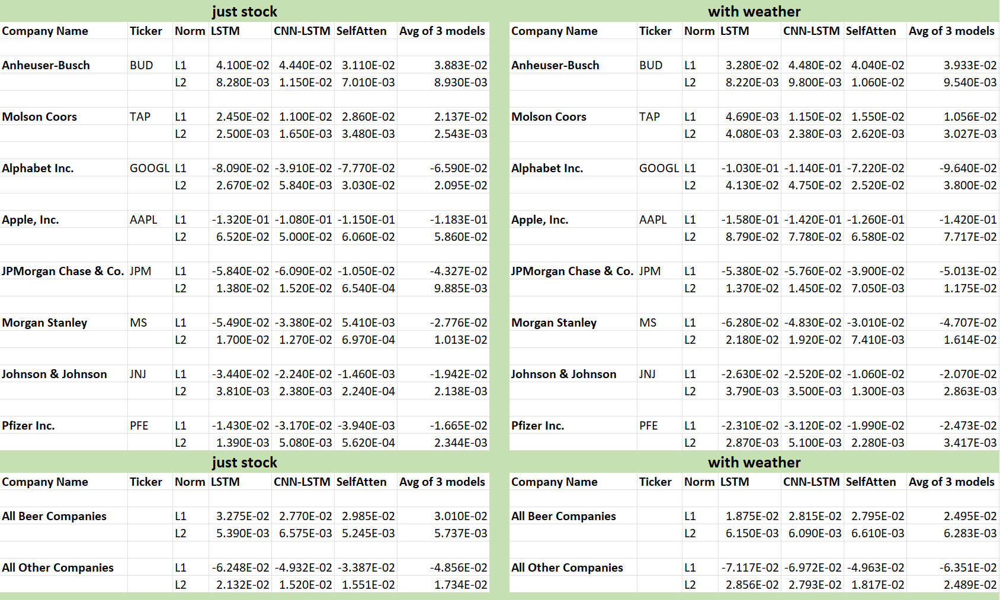 just stock with weather
Company Name Ticker Norm LSTM CNN-LSTM SelfAtten Avg of 3 models Company Name Ticker Norm LSTM CNN-LSTM SelfAtten Avg of 3 models
Anheuser-Busch BUD L1 4.100E-02 4.440E-02 3.110E-02 3.883E-02 Anheuser-Busch BUD L1 3.280E-02 4.480E-02 4.040E-02 3.933E-02
L2 8.280E-03 1.150E-02 7.010E-03 8.930E-03 L2 8.220E-03 9.800E-03 1.060E-02 9.540E-03
Molson Coors TAP L1 2.450E-02 1.100E-02 2.860E-02 2.137E-02 Molson Coors TAP L1 4.690E-03 1.150E-02 1.550E-02 1.056E-02
L2 2.500E-03 1.650E-03 3.480E-03 2.543E-03 L2 4.080E-03 2.380E-03 2.620E-03 3.027E-03
Alphabet Inc. GOOGL L1 -8.090E-02 -3.910E-02 -7.770E-02 -6.590E-02 Alphabet Inc. GOOGL L1 -1.030E-01 -1.140E-01 -7.220E-02 -9.640E-02
L2 2.670E-02 5.840E-03 3.030E-02 2.095E-02 L2 4.130E-02 4.750E-02 2.520E-02 3.800E-02
Apple, Inc. AAPL L1 -1.320E-01 -1.080E-01 -1.150E-01 -1.183E-01 Apple, Inc. AAPL L1 -1.580E-01 -1.420E-01 -1.260E-01 -1.420E-01
L2 6.520E-02 5.000E-02 6.060E-02 5.860E-02 L2 8.790E-02 7.780E-02 6.580E-02 7.717E-02
JPMorgan Chase & Co. JPM L1 -5.840E-02 -6.090E-02 -1.050E-02 -4.327E-02 JPMorgan Chase & Co. JPM L1 -5.380E-02 -5.760E-02 -3.900E-02 -5.013E-02
L2 1.380E-02 1.520E-02 6.540E-04 9.885E-03 L2 1.370E-02 1.450E-02 7.050E-03 1.175E-02
Morgan Stanley MS L1 -5.490E-02 -3.380E-02 5.410E-03 -2.776E-02 Morgan Stanley MS L1 -6.280E-02 -4.830E-02 -3.010E-02 -4.707E-02
L2 1.700E-02 1.270E-02 6.970E-04 1.013E-02 L2 2.180E-02 1.920E-02 7.410E-03 1.614E-02
Johnson & Johnson JNJ L1 -3.440E-02 -2.240E-02 -1.460E-03 -1.942E-02 Johnson & Johnson JNJ L1 -2.630E-02 -2.520E-02 -1.060E-02 -2.070E-02
L2 3.810E-03 2.380E-03 2.240E-04 2.138E-03 L2 3.790E-03 3.500E-03 1.300E-03 2.863E-03
Pfizer Inc. PFE L1 -1.430E-02 -3.170E-02 -3.940E-03 -1.665E-02 Pfizer Inc. PFE L1 -2.310E-02 -3.120E-02 -1.990E-02 -2.473E-02
L2 1.390E-03 5.080E-03 5.620E-04 2.344E-03 L2 2.870E-03 5.100E-03 2.280E-03 3.417E-03
just stock with weather
Company Name Ticker Norm LSTM CNN-LSTM SelfAtten Avg of 3 models Company Name Ticker Norm LSTM CNN-LSTM SelfAtten Avg of 3 models
All Beer Companies L1 3.275E-02 2.770E-02 2.985E-02 3.010E-02 All Beer Companies L1 1.875E-02 2.815E-02 2.795E-02 2.495E-02
L2 5.390E-03 6.575E-03 5.245E-03 5.737E-03 L2 6.150E-03 6.090E-03 6.610E-03 6.283E-03
All Other Companies L1 -6.248E-02 -4.932E-02 -3.387E-02 -4.856E-02 All Other Companies L1 -7.117E-02 -6.972E-02 -4.963E-02 -6.351E-02
L2 2.132E-02 1.520E-02 1.551E-02 1.734E-02 L2 2.856E-02 2.793E-02 1.817E-02 2.489E-02